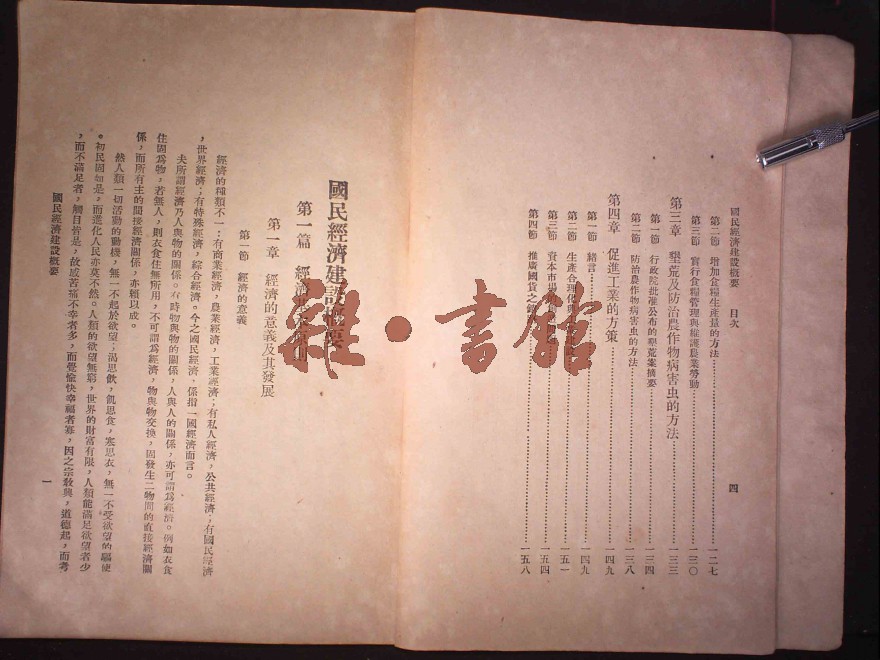 國民經濟建設概要 目次
四
第二節 增加食糧生產量的方法 一二七
第三節 實行食糧管理與維護農業勞動 一三〇
第三章 墾荒及防治農作物病害虫的方法 一三三
第一節 行政院批准公布的墾荒案摘要 一三四
第二節 防治農作物病害虫的方法 一三八
第四章 促進工業的方策 一四九
第一節 緒言 一四九
第二節 生產合理化與 一五一
第三節 資本市場 一五四
第四節 推廣國貨之 一五八
國民經濟建設概要
第一篇 經濟
第一章 經濟的意義及其發展
第一節 經濟的意義
經濟的種類不一:有商業經濟,農業經濟,工業經濟;有私人經濟,公共經濟;有國民經濟
,世界經濟;有特殊經濟,綜合經濟。今之國民經濟,係指一國經濟而言。
夫所謂經濟乃人與物的關係。有時物與物的關係,人與人的關係,亦可謂爲經濟。例如衣食
住固爲物,若無人,則衣食住無所用,不可謂爲經濟,物與物交換,因發生二物間的直接經濟關
係,而所有主的間接經濟關係,亦賴以成。
然人類一切活動的動機,無一不起於欲望;渴思飲,飢思食,寒思衣,無一不受欲望的驅使
。初民固如是,而進化人民亦莫不然。人類的欲望無窮,世界的財富有限,人類能滿足欲望者少
,而不滿足者,觸目皆是,故感苦痛不幸者多,而覺愉快幸福者寡,因之宗教興,道德起,而考
國民經濟建設概要
一
雜·書館